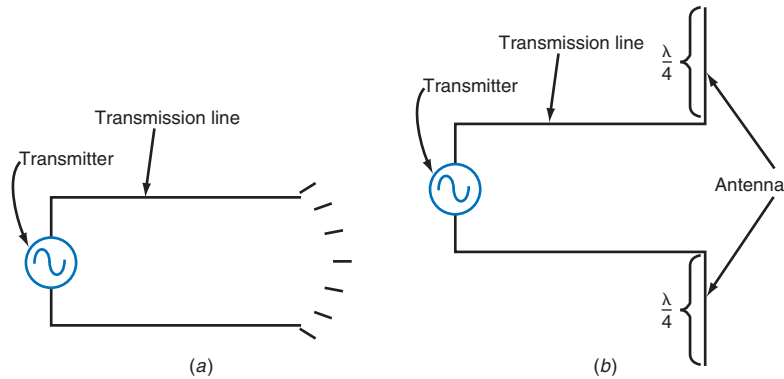 Transmission line
Transmitter
(a)
Transmission line
λ/4
Transmitter
Antenna
λ/4
(b)